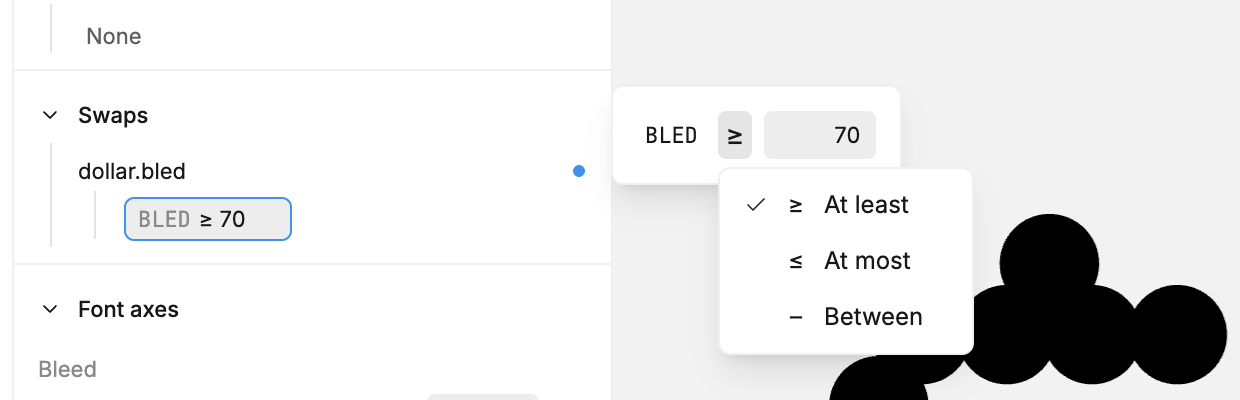 None
Swaps
dollar.bled
BLED ≥ 70
Font axes
Bleed
BLED ≥ 70
≥ At least
≤ At most
– Between